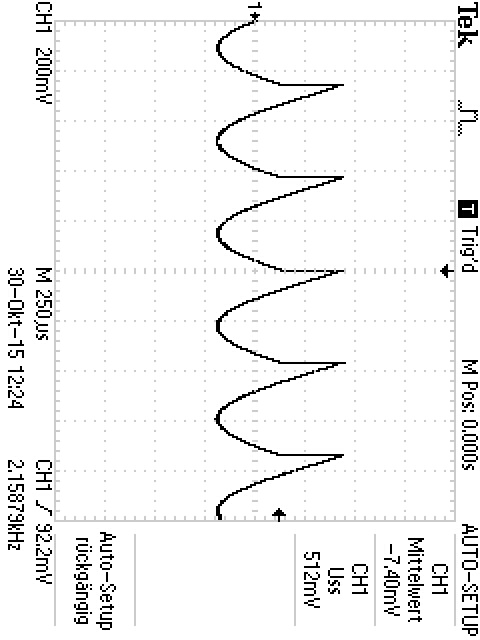 Tek
T Trig'd
M Pos: 0.000s
AUTO-SETUP
CH1
Mittelwert
-7.40mV
CH1
Uss
512mV
Auto-Setup
rückgängig
1
CH1 200mV
M 250µs
CH1 / 92.2mV
30-Okt-15 12:24
2.15879kHz